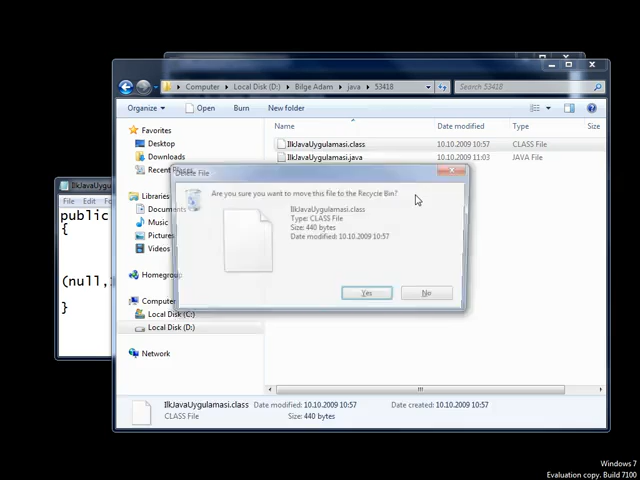 Computer Local Disk (D:) Bilge Adam java 53418
Search 53418
Organize Open Burn New folder
Favorites
Desktop
Downloads
Recent
Libraries
Documents
Music
Pictures
Videos
Homegroup
Computer
Local Disk (C:)
Local Disk (D:)
Network
Name Date modified Type Size
IlkJavaUygulamasi.class 10.10.2009 10:57 CLASS File
IlkJavaUygulamasi.java 10.10.2009 11:03 JAVA File
Delete File
Are you sure you want to move this file to the Recycle Bin?
IlkJavaUygulamasi.class
Type: CLASS File
Size: 440 bytes
Date modified: 10.10.2009 10:57
Yes No
IlkJavaUyg
File Edit Fo
public
{
(null,
}
IlkJavaUygulamasi.class Date modified: 10.10.2009 10:57 Date created: 10.10.2009 10:57
CLASS File Size: 440 bytes
Windows 7
Evaluation copy. Build 7100